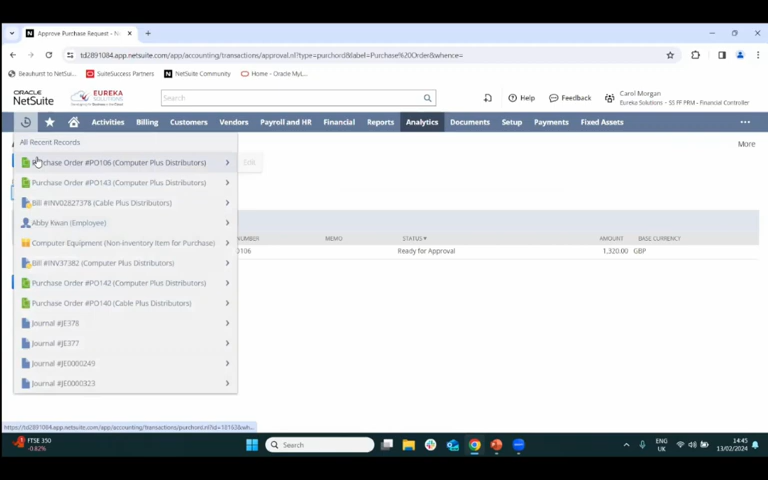 Approve Purchase Request - N
td2891084.app.netsuite.com/app/accounting/transactions/approval.nl?type=purchord&label=Purchase%20Order&whence=
Beauhurst to NetSui... SuiteSuccess Partners NetSuite Community Home - Oracle MyL...
ORACLE NETSUITE EUREKA SOLUTIONS Search Help Feedback Carol Morgan
Eureka Solutions - SS FF PRM - Financial Controller
Activities Billing Customers Vendors Payroll and HR Financial Reports Analytics Documents Setup Payments Fixed Assets
All Recent Records More
Purchase Order #PO106 (Computer Plus Distributors) Edit
Purchase Order #PO143 (Computer Plus Distributors)
Bill #INV02827378 (Cable Plus Distributors)
Abby Kwan (Employee)
NUMBER MEMO STATUS AMOUNT BASE CURRENCY
Computer Equipment (Non-inventory Item for Purchase)
0106 Ready for Approval 1,320.00 GBP
Bill #INV37382 (Computer Plus Distributors)
Purchase Order #PO142 (Computer Plus Distributors)
Purchase Order #PO140 (Cable Plus Distributors)
Journal #JE378
Journal #JE377
Journal #JE0000249
Journal #JE0000323
FTSE 350
-0.82%
Search
ENG
UK
14:45
13/02/2024